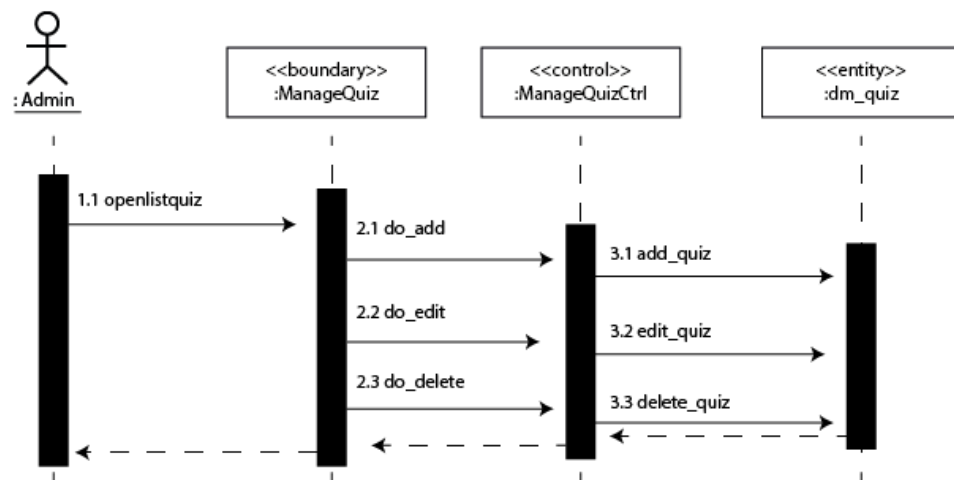 : Admin
<<boundary>>
:ManageQuiz
<<control>>
:ManageQuizCtrl
<<entity>>
:dm_quiz
1.1 openlistquiz
2.1 do_add
3.1 add_quiz
2.2 do_edit
3.2 edit_quiz
2.3 do_delete
3.3 delete_quiz